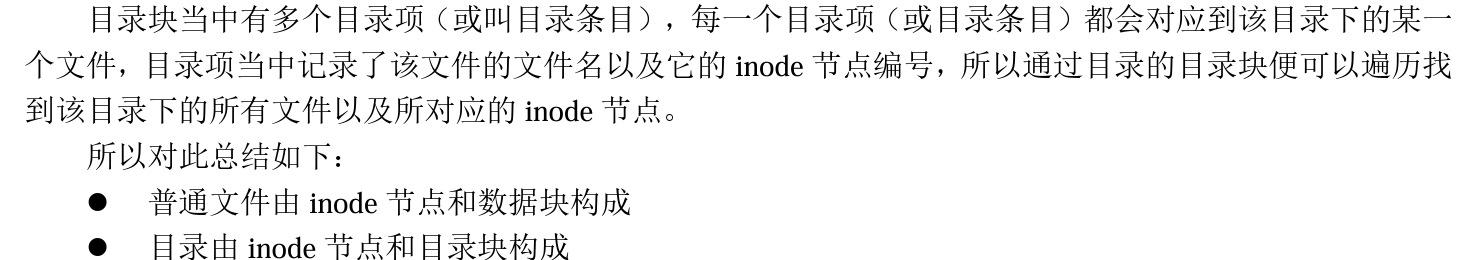 目录块当中有多个目录项（或叫目录条目），每一个目录项（或目录条目）都会对应到该目录下的某一
个文件，目录项当中记录了该文件的文件名以及它的 inode 节点编号，所以通过目录的目录块便可以遍历找
到该目录下的所有文件以及所对应的 inode 节点。
所以对此总结如下：
● 普通文件由 inode 节点和数据块构成
● 目录由 inode 节点和目录块构成